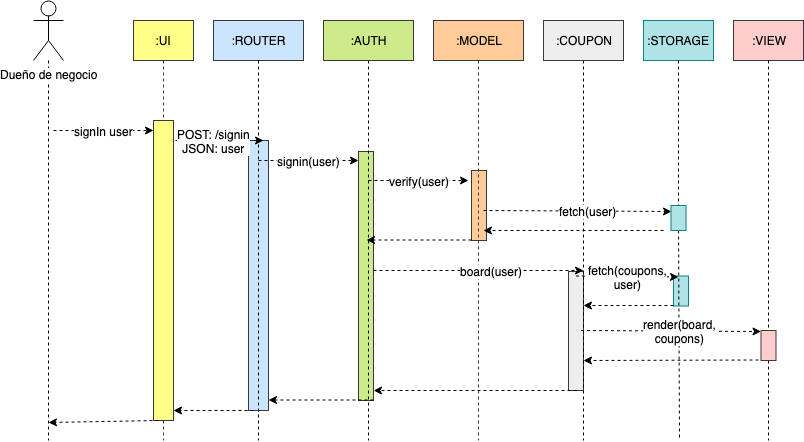 :UI
:ROUTER
:AUTH
:MODEL
:COUPON
:STORAGE
:VIEW
Dueño de negocio
signIn user
POST: /signin
JSON: user
signin(user)
verify(user)
fetch(user)
board(user)
fetch(coupons,
user)
render(board,
coupons)